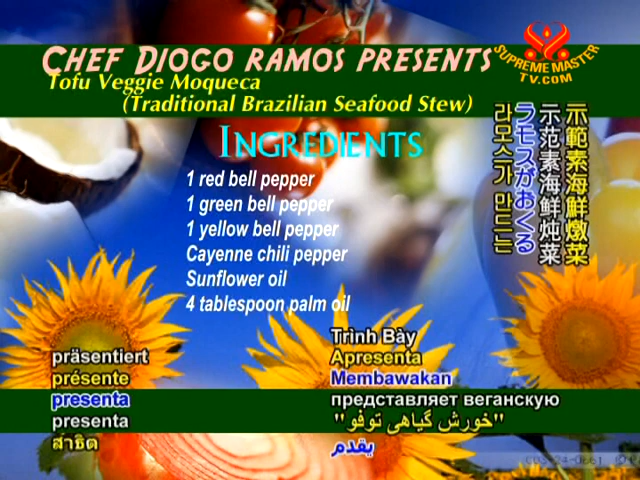 CHEF DIOGO RAMOS PRESENTS
Tofu Veggie Moqueca
(Traditional Brazilian Seafood Stew)
SUPREME MASTER
TV.COM
INGREDIENTS
1 red bell pepper
1 green bell pepper
1 yellow bell pepper
Cayenne chili pepper
Sunflower oil
4 tablespoon palm oil
示範素海鮮燉菜
示范素海鲜炖菜
ラモスがおくる
라모스가 만드는
präsentiert
présente
presenta
presenta
สาธิต
Trình Bày
Apresenta
Membawakan
представляет веганскую
"خورش گیاهی توفو"
يقدم